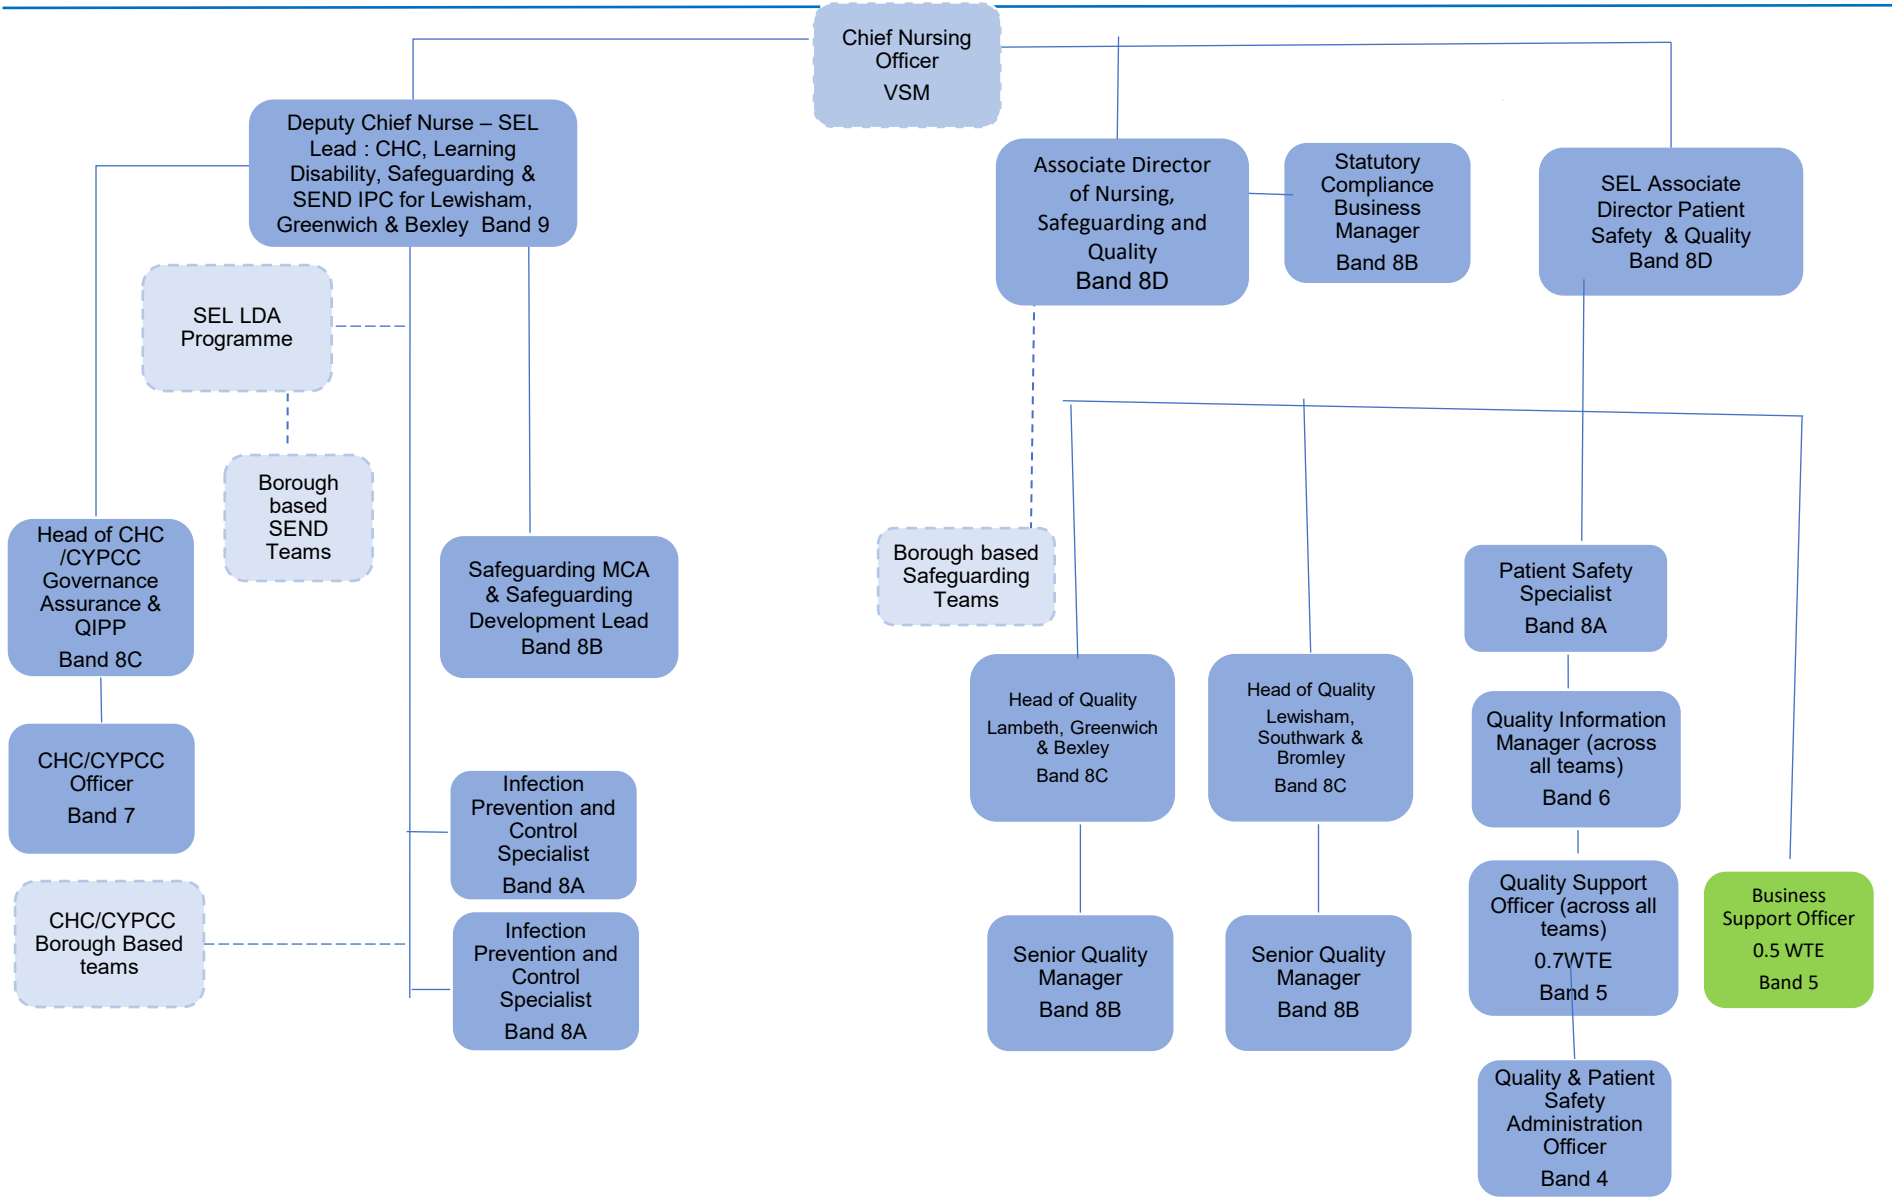 Chief Nursing
Officer
VSM
Deputy Chief Nurse – SEL
Lead : CHC, Learning
Disability, Safeguarding &
SEND IPC for Lewisham,
Greenwich & Bexley  Band 9
Associate Director
of Nursing,
Safeguarding and
Quality
Band 8D
Statutory
Compliance
Business
Manager
Band 8B
SEL Associate
Director Patient
Safety  & Quality
Band 8D
SEL LDA
Programme
Borough
based
SEND
Teams
Head of CHC
/CYPCC
Governance
Assurance &
QIPP
Band 8C
Safeguarding MCA
& Safeguarding
Development Lead
Band 8B
Borough based
Safeguarding
Teams
Patient Safety
Specialist
Band 8A
Head of Quality
Lambeth, Greenwich
& Bexley
Band 8C
Head of Quality
Lewisham,
Southwark &
Bromley
Band 8C
Quality Information
Manager (across
all teams)
Band 6
CHC/CYPCC
Officer
Band 7
Infection
Prevention and
Control
Specialist
Band 8A
CHC/CYPCC
Borough Based
teams
Infection
Prevention and
Control
Specialist
Band 8A
Senior Quality
Manager
Band 8B
Senior Quality
Manager
Band 8B
Quality Support
Officer (across all
teams)
0.7WTE
Band 5
Business
Support Officer
0.5 WTE
Band 5
Quality & Patient
Safety
Administration
Officer
Band 4